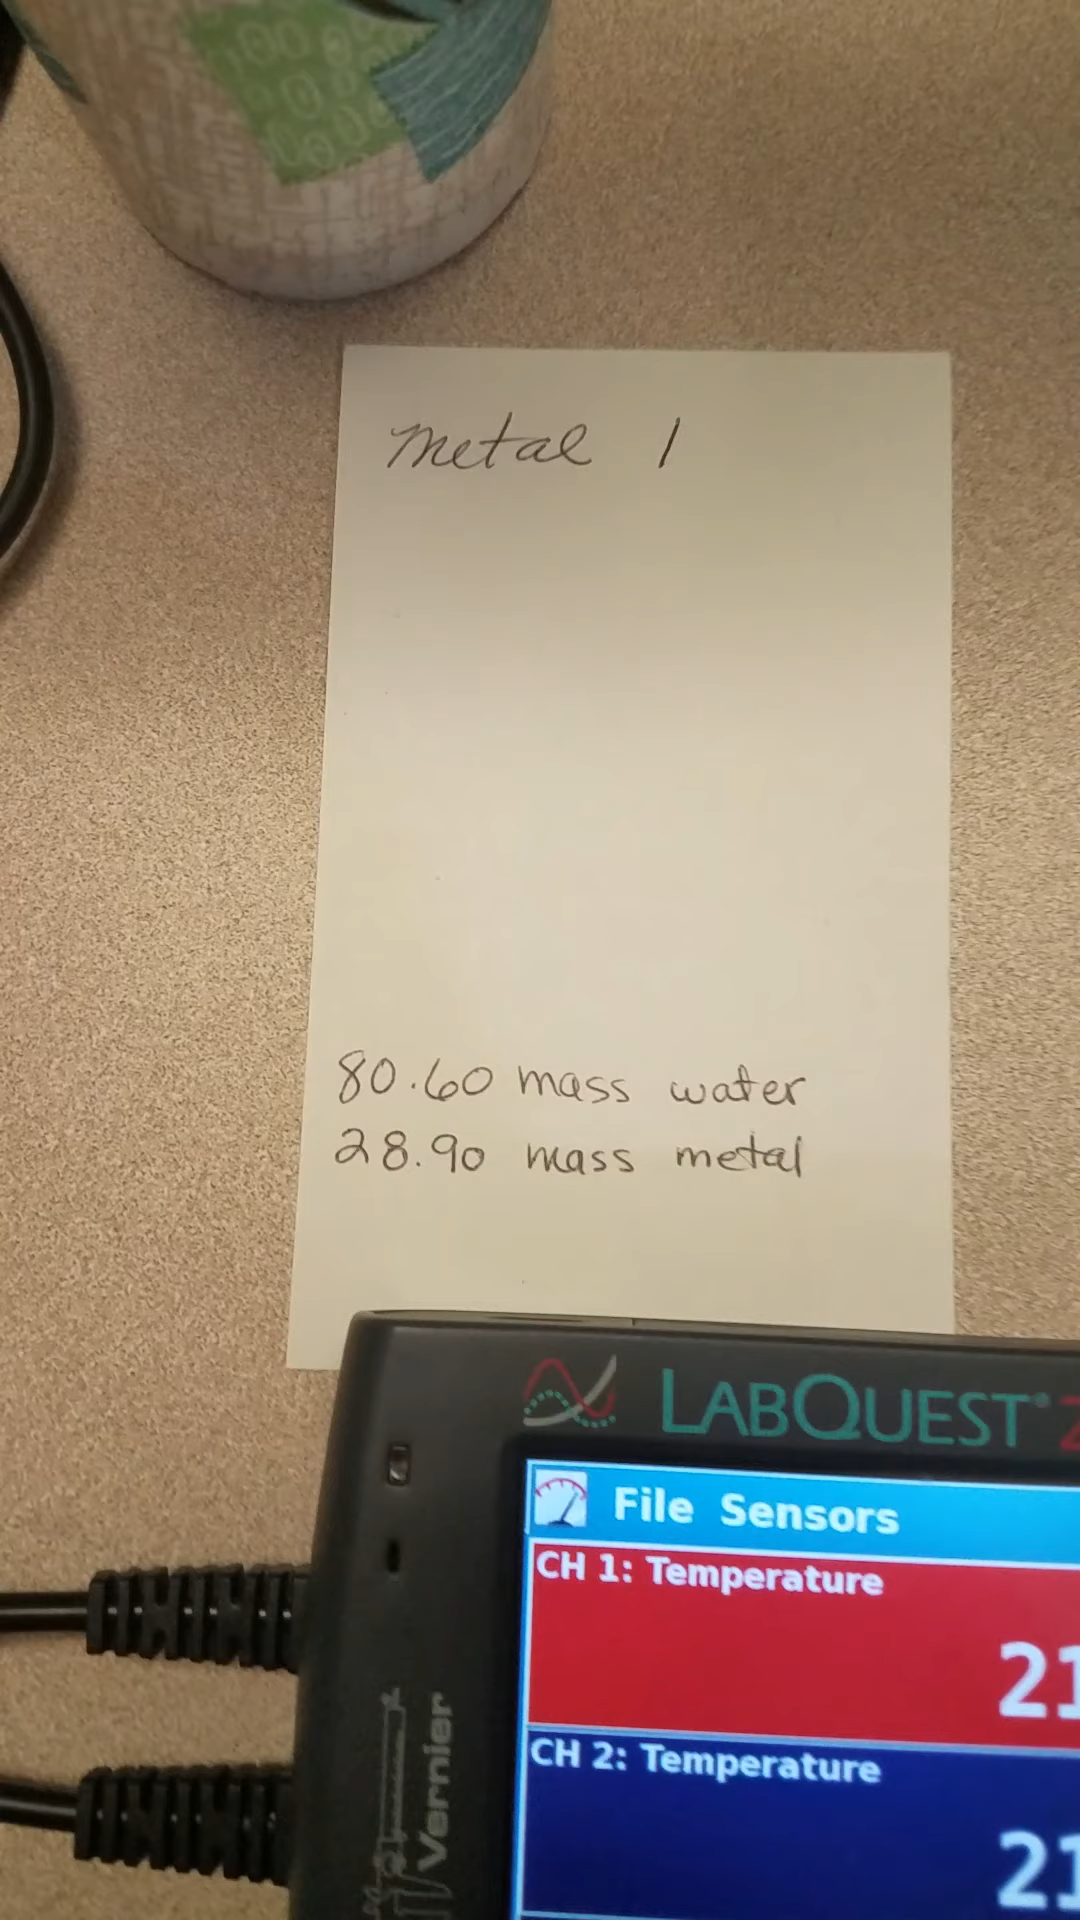 metal 1
80.60 mass water
28.90 mass metal
LABQUEST
File Sensors
CH 1: Temperature
21
CH 2: Temperature
21
Vernier